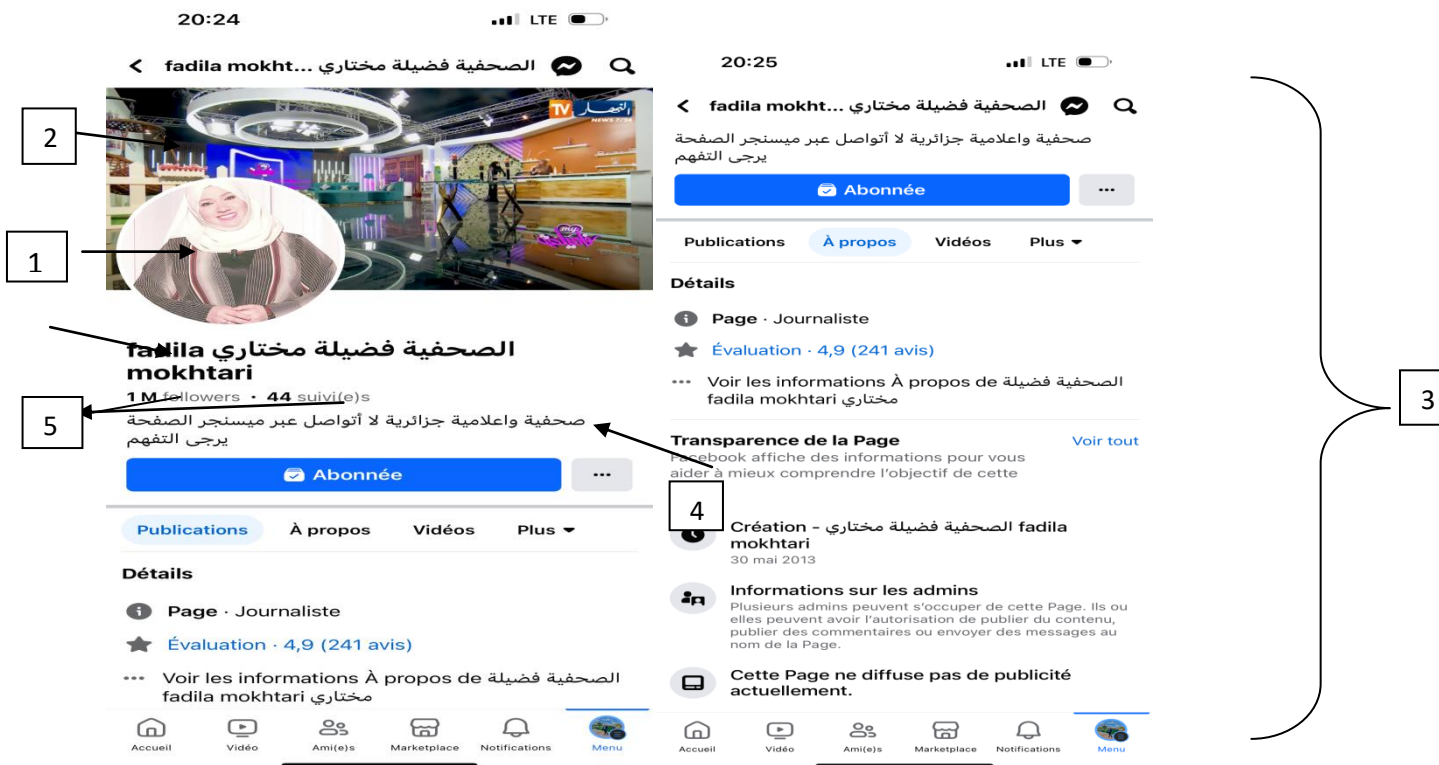 20:24
LTE
fadila mokht... الصحفية فضيلة مختاري
النهار TV
NEWS 7/24
my
2
1
5
الصحفية فضيلة مختاري fadila
mokhtari
1 M followers · 44 suivi(e)s
صحفية واعلامية جزائرية لا أتواصل عبر ميسنجر الصفحة
يرجى التفهم
Abonnée
Publications À propos Vidéos Plus
Détails
Page · Journaliste
Évaluation · 4,9 (241 avis)
Voir les informations À propos de الصحفية فضيلة
مختاري fadila mokhtari
Accueil Vidéo Ami(e)s Marketplace Notifications Menu
20:25
LTE
fadila mokht... الصحفية فضيلة مختاري
صحفية واعلامية جزائرية لا أتواصل عبر ميسنجر الصفحة
يرجى التفهم
Abonnée
Publications À propos Vidéos Plus
Détails
Page · Journaliste
Évaluation · 4,9 (241 avis)
Voir les informations À propos de الصحفية فضيلة
مختاري fadila mokhtari
Transparence de la Page Voir tout
Facebook affiche des informations pour vous
aider à mieux comprendre l'objectif de cette
4
Création - الصحفية فضيلة مختاري fadila
mokhtari
30 mai 2013
Informations sur les admins
Plusieurs admins peuvent s'occuper de cette Page. Ils ou
elles peuvent avoir l'autorisation de publier du contenu,
publier des commentaires ou envoyer des messages au
nom de la Page.
Cette Page ne diffuse pas de publicité
actuellement.
Accueil Vidéo Ami(e)s Marketplace Notifications Menu
3